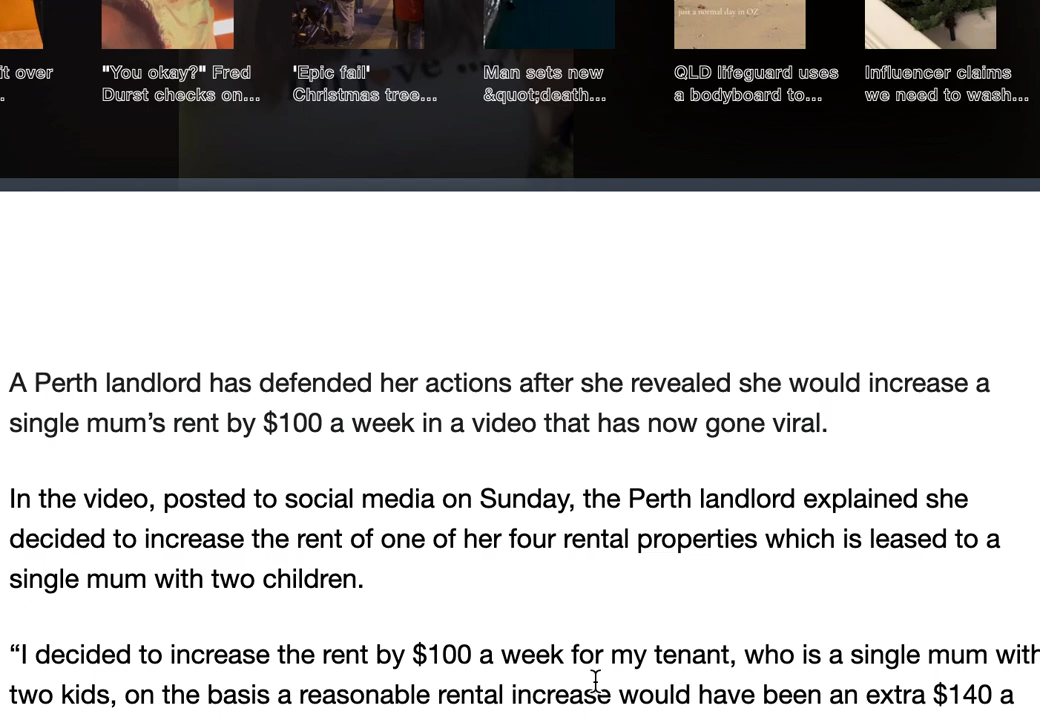 just a normal day in OZ
it over
"You okay?" Fred
Durst checks on...
'Epic fail'
Christmas tree...
Man sets new
&quot;death...
QLD lifeguard uses
a bodyboard to...
Influencer claims
we need to wash...
A Perth landlord has defended her actions after she revealed she would increase a
single mum’s rent by $100 a week in a video that has now gone viral.
In the video, posted to social media on Sunday, the Perth landlord explained she
decided to increase the rent of one of her four rental properties which is leased to a
single mum with two children.
“I decided to increase the rent by $100 a week for my tenant, who is a single mum with
two kids, on the basis a reasonable rental increase would have been an extra $140 a